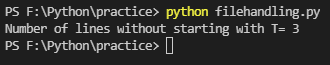 PS F:\Python\practice> python filehandling.py
Number of lines without starting with T= 3
PS F:\Python\practice>